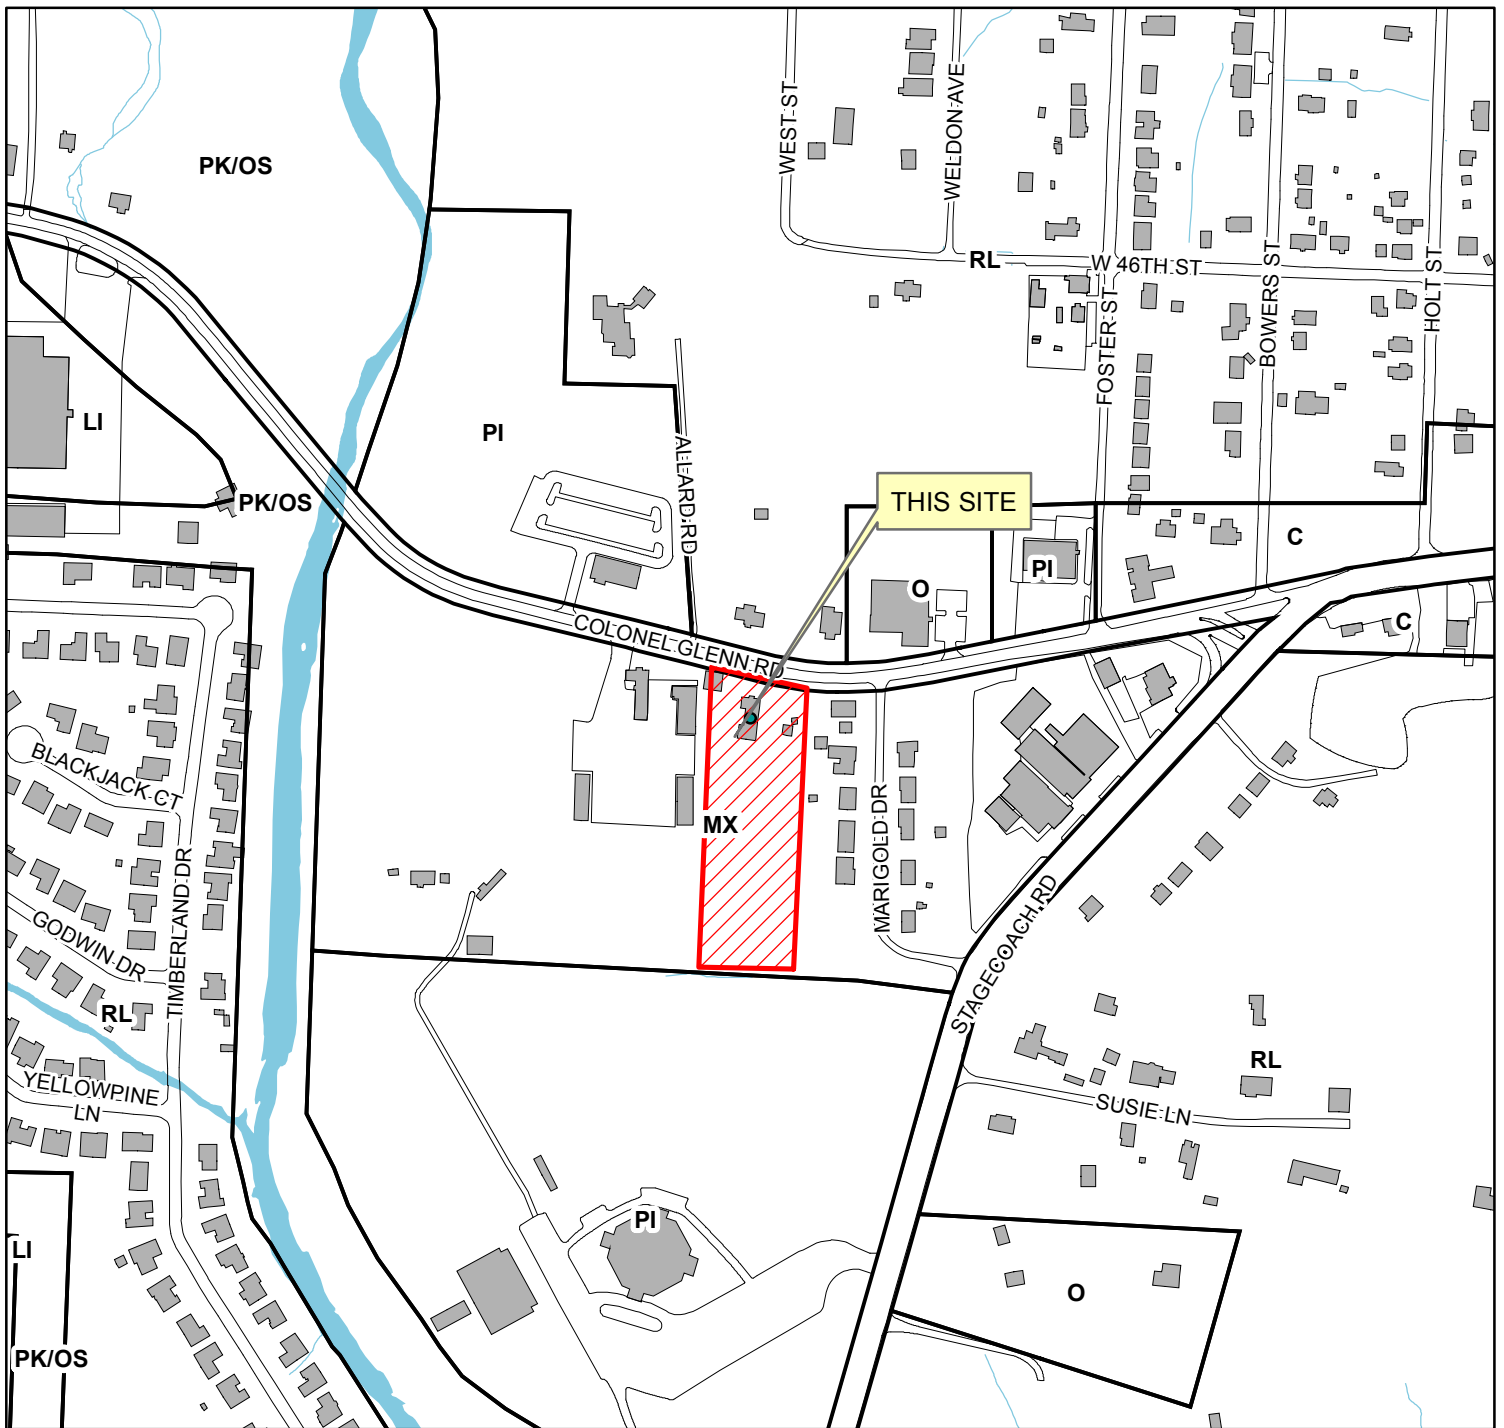 PK/OS
WEST ST
WELDON AVE
RL
W 46TH ST
FOSTER ST
BOWERS ST
HOLT ST
LI
PI
ALLARD RD
PK/OS
THIS SITE
C
PI
O
COLONEL GLENN RD
C
BLACKJACK CT
MX
MARIGOLD DR
TIMBERLAND DR
GODWIN DR
STAGECOACH RD
RL
RL
YELLOWPINE
LN
SUSIE LN
PI
LI
O
PK/OS